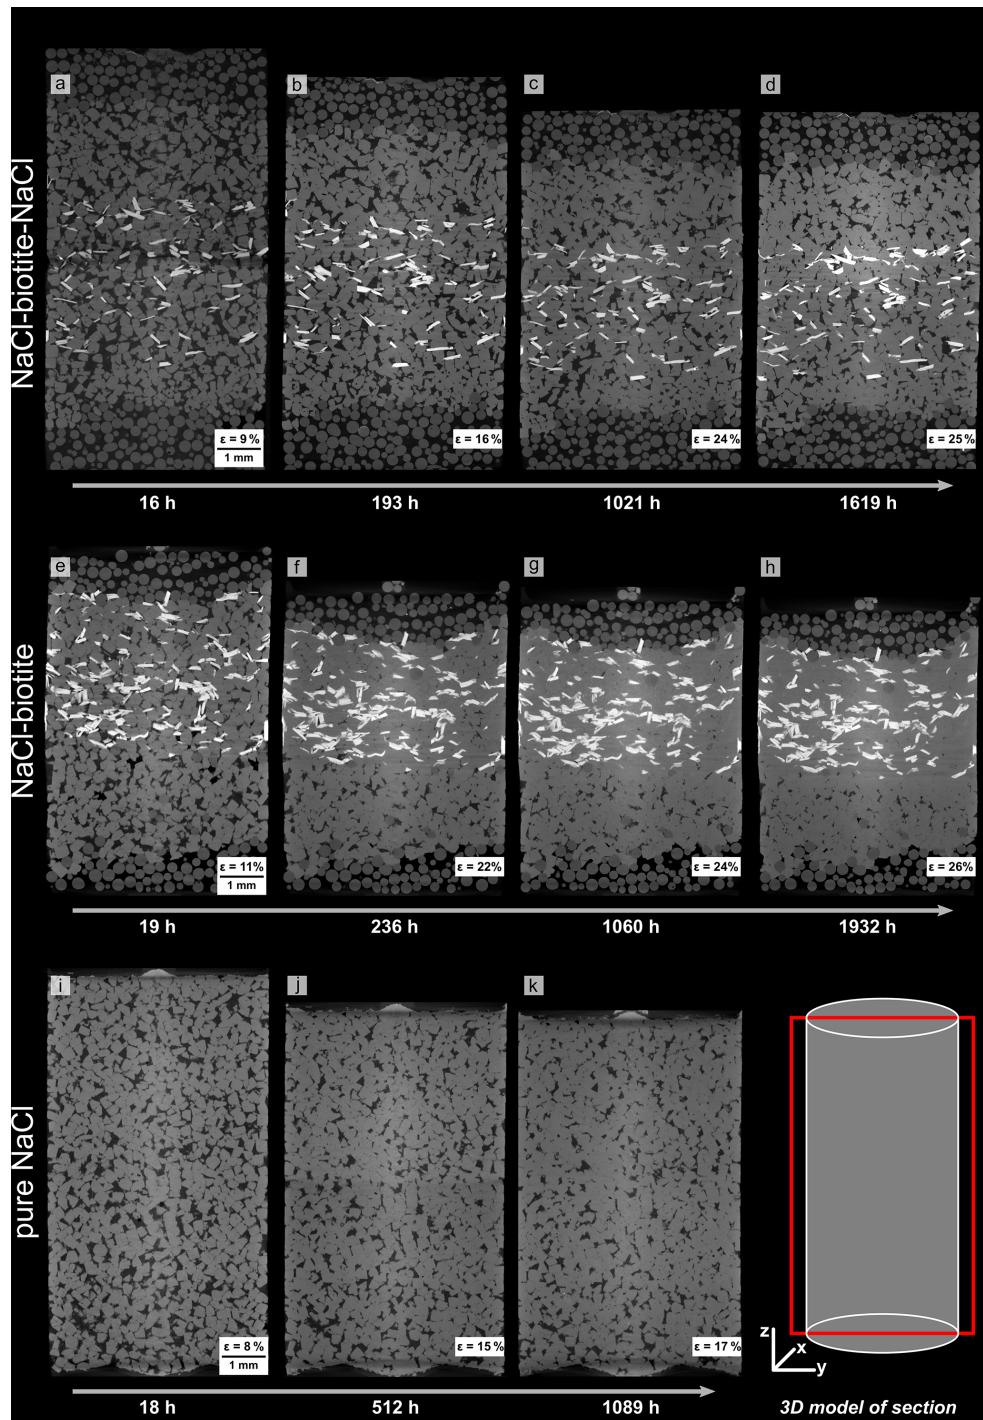 NaCl-biotite-NaCl
a
b
c
d
ε = 9 %
1 mm
ε = 16 %
ε = 24 %
ε = 25 %
16 h
193 h
1021 h
1619 h
NaCl-biotite
e
f
g
h
ε = 11%
1 mm
ε = 22%
ε = 24%
ε = 26%
19 h
236 h
1060 h
1932 h
pure NaCl
i
j
k
ε = 8 %
1 mm
ε = 15 %
ε = 17 %
z
x
y
18 h
512 h
1089 h
3D model of section